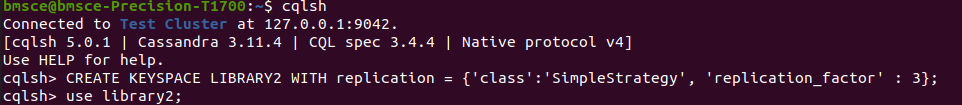 bmsce@bmsce-Precision-T1700:~$ cqlsh
Connected to Test Cluster at 127.0.0.1:9042.
[cqlsh 5.0.1 | Cassandra 3.11.4 | CQL spec 3.4.4 | Native protocol v4]
Use HELP for help.
cqlsh> CREATE KEYSPACE LIBRARY2 WITH replication = {'class':'SimpleStrategy', 'replication_factor' : 3};
cqlsh> use library2;